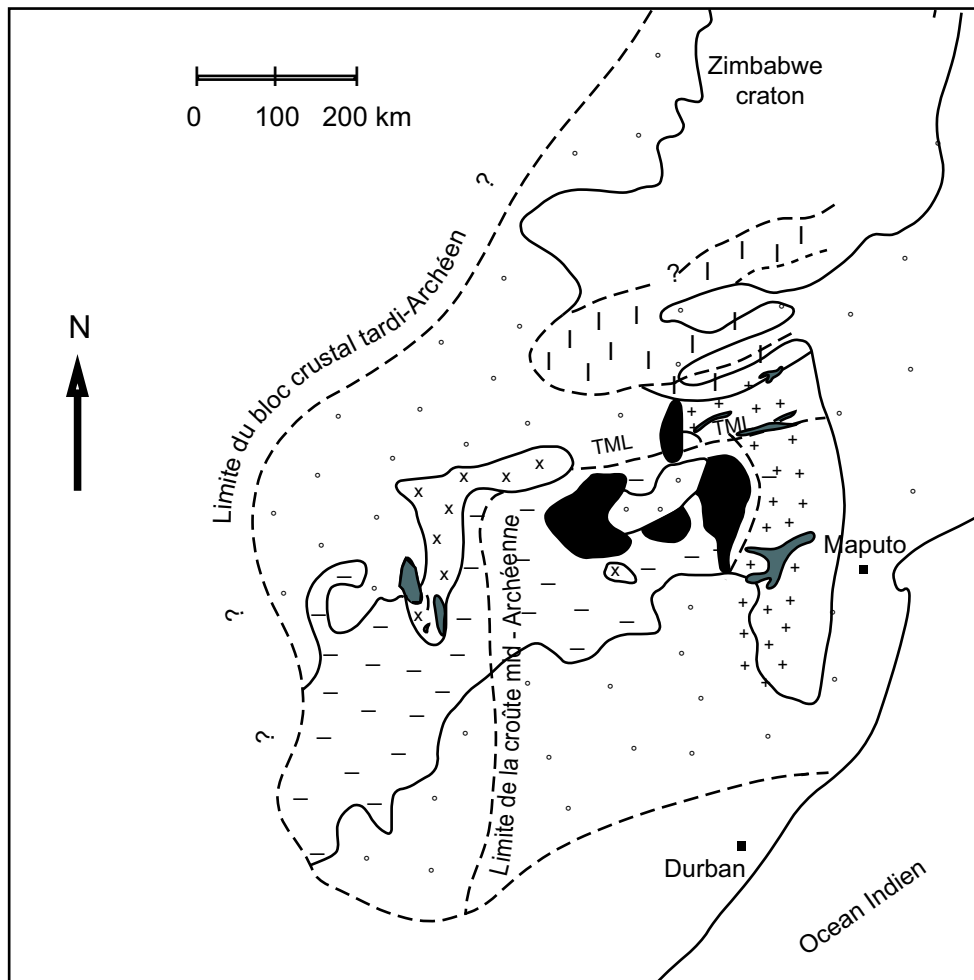 Zimbabwe
craton
0 100 200 km
?
Limite du bloc crustal tardi-Archéen
?
N
TML
TML
Maputo
?
?
Limite de la croûte mid - Archéenne
Durban
Ocean Indien